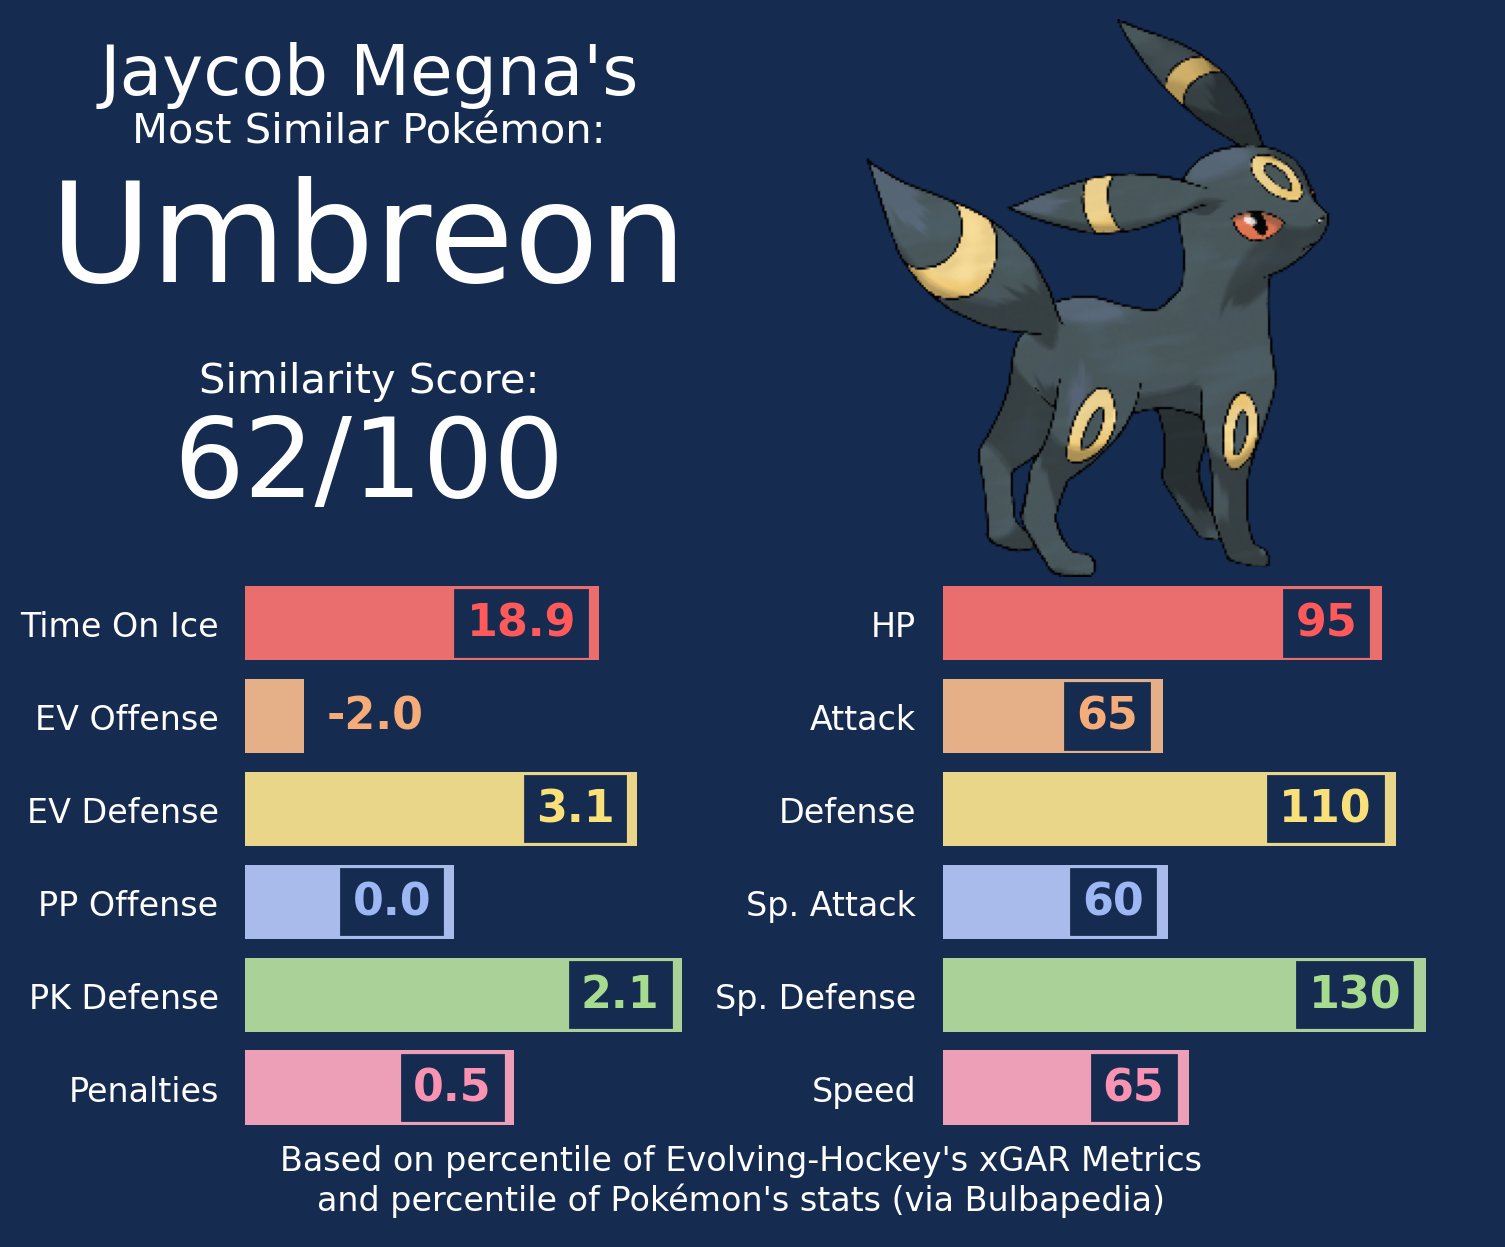 Jaycob Megna's
Most Similar Pokémon:
Umbreon
Similarity Score:
62/100
Time On Ice 18.9
EV Offense -2.0
EV Defense 3.1
PP Offense 0.0
PK Defense 2.1
Penalties 0.5
HP 95
Attack 65
Defense 110
Sp. Attack 60
Sp. Defense 130
Speed 65
Based on percentile of Evolving-Hockey's xGAR Metrics
and percentile of Pokémon's stats (via Bulbapedia)